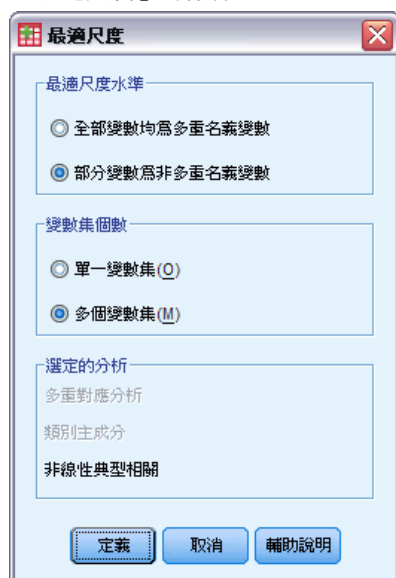 最適尺度
最適尺度水準
全部變數均為多重名義變數
部分變數為非多重名義變數
變數集個數
單一變數集(O)
多個變數集(M)
選定的分析
多重對應分析
類別主成分
非線性典型相關
定義
取消
輔助說明